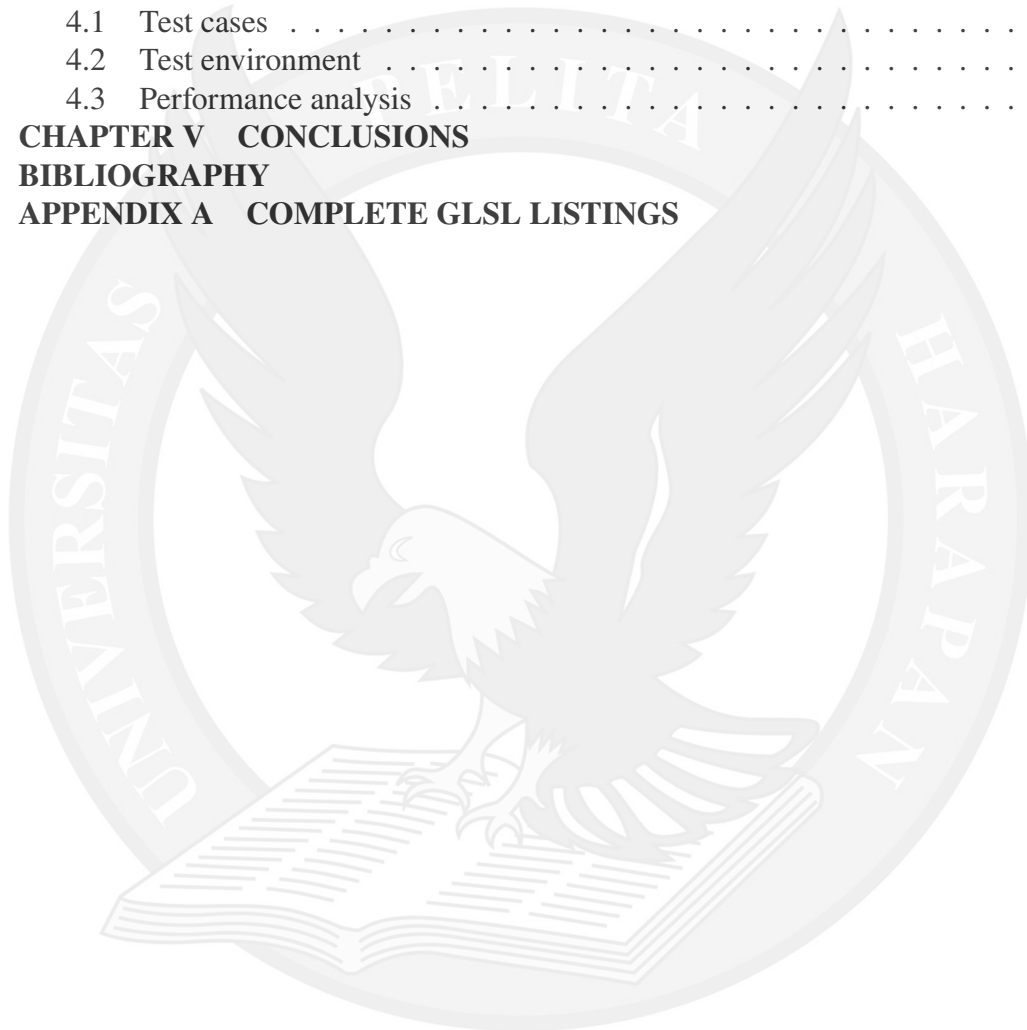 4.1 Test cases . . . . . . . . . . . . . . . . . . . . . . . . . . . . . . .
4.2 Test environment . . . . . . . . . . . . . . . . . . . . . . . . . . .
4.3 Performance analysis . . . . . . . . . . . . . . . . . . . . . . . . .
CHAPTER V CONCLUSIONS
BIBLIOGRAPHY
APPENDIX A COMPLETE GLSL LISTINGS
UNIVERSITAS PELITA HARAPAN